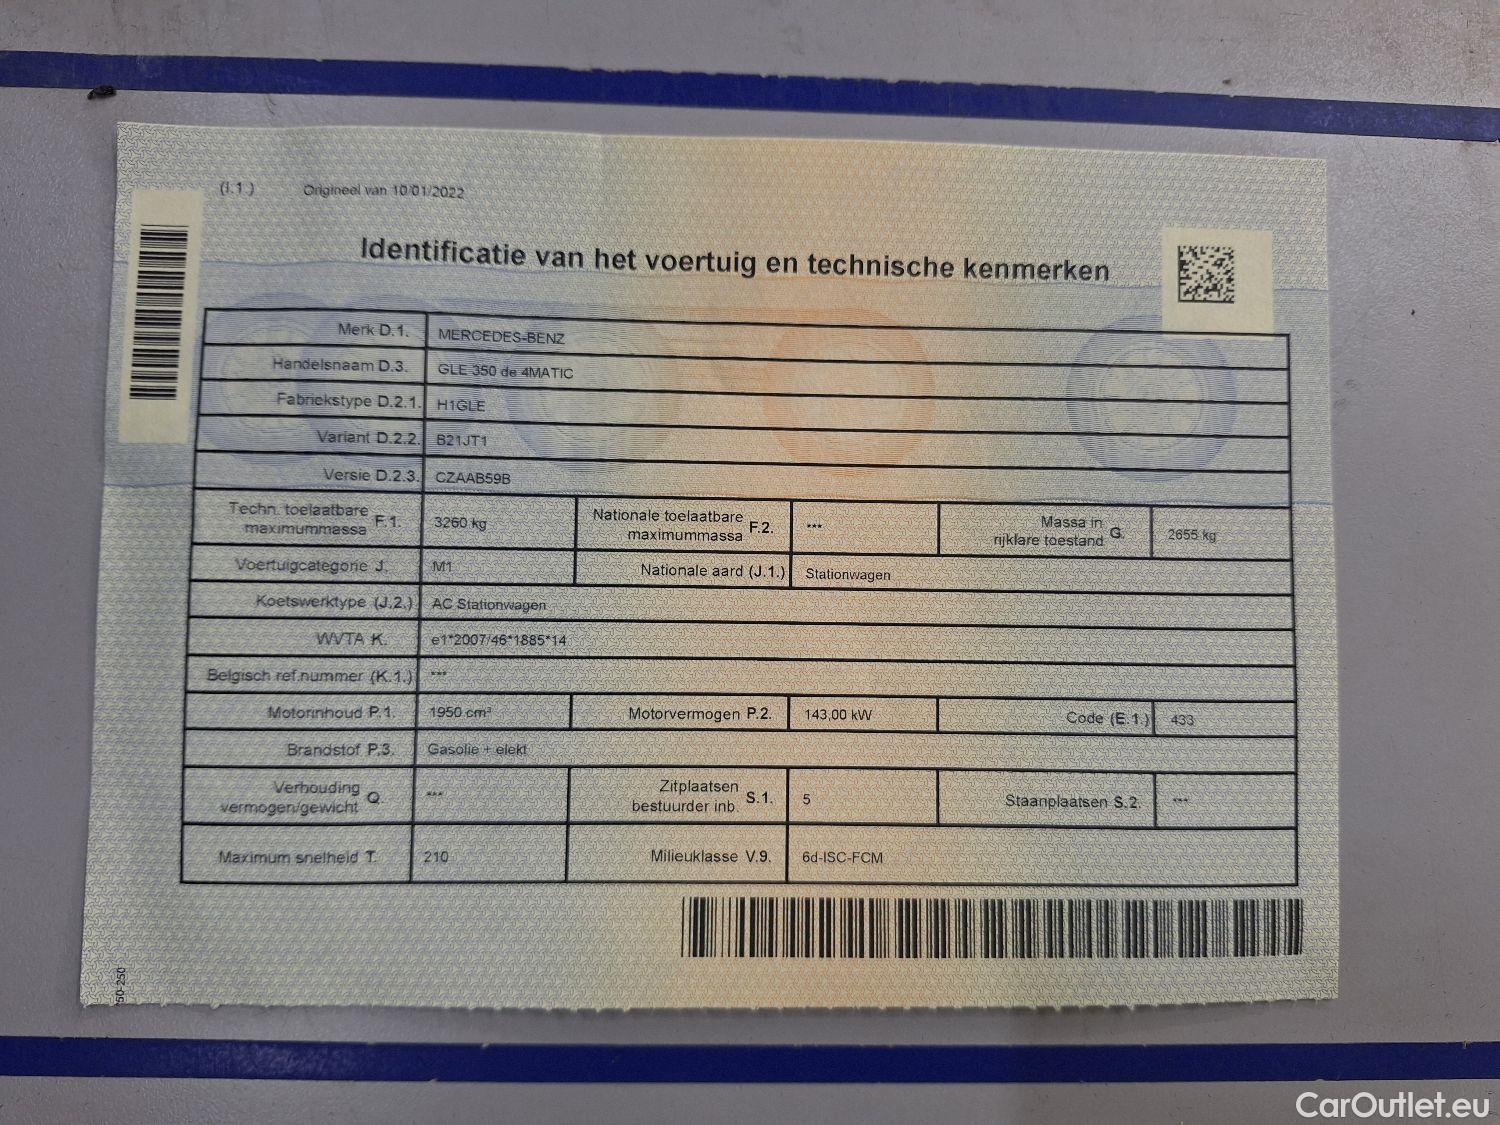 (I.1.) Origineel van 10/01/2022
Identificatie van het voertuig en technische kenmerken
Merk D.1. MERCEDES-BENZ
Handelsnaam D.3. GLE 350 de 4MATIC
Fabriekstype D.2.1. H1GLE
Variant D.2.2. B21JT1
Versie D.2.3. CZAAB59B
Techn. toelaatbare maximummassa F.1. 3260 kg Nationale toelaatbare maximummassa F.2. *** Massa in rijklare toestand G. 2655 kg
Voertuigcategorie J. M1 Nationale aard (J.1.) Stationwagen
Koetswerktype (J.2.) AC Stationwagen
WVTA K. e1*2007/46*1885*14
Belgisch ref.nummer (K.1.) ***
Motorinhoud P.1. 1950 cm³ Motorvermogen P.2. 143,00 kW Code (E.1.) 433
Brandstof P.3. Gasolie + elekt
Verhouding vermogen/gewicht Q. *** Zitplaatsen bestuurder inb. S.1. 5 Staanplaatsen S.2. ***
Maximum snelheid T. 210 Milieuklasse V.9. 6d-ISC-FCM
50-250
CarOutlet.eu